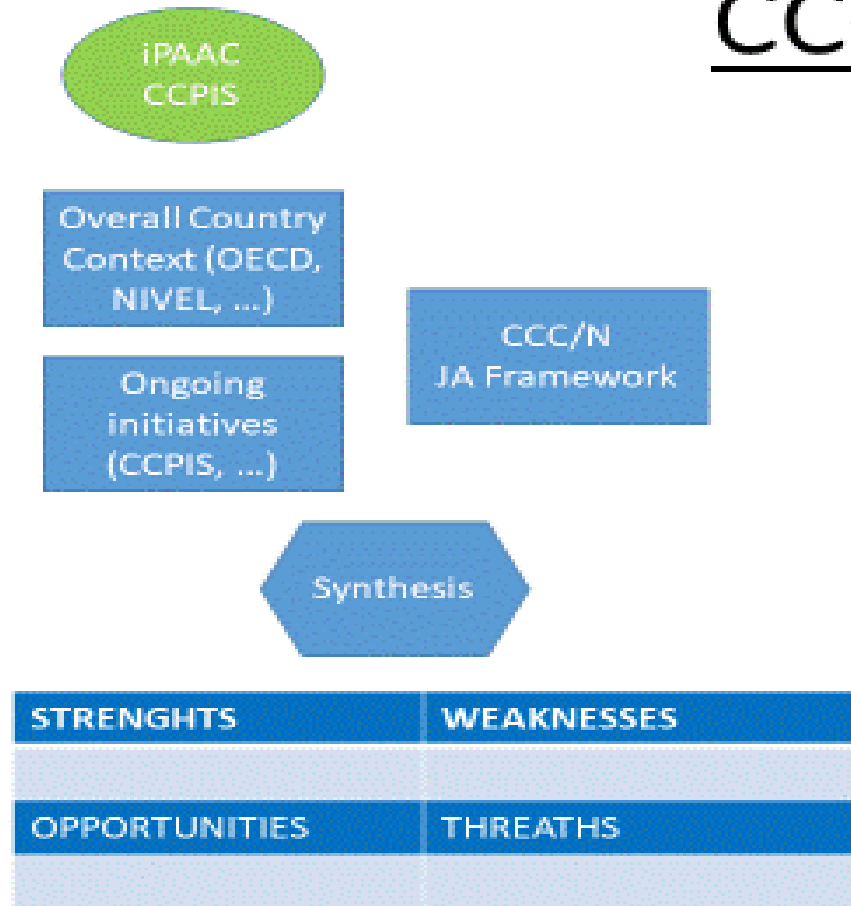 CC
iPAAC
CCPIS
Overall Country
Context (OECD,
NIVEL, ...)
Ongoing
initiatives
(CCPIS, ...)
CCC/N
JA Framework
Synthesis
STRENGHTS
WEAKNESSES
OPPORTUNITIES
THREATHS